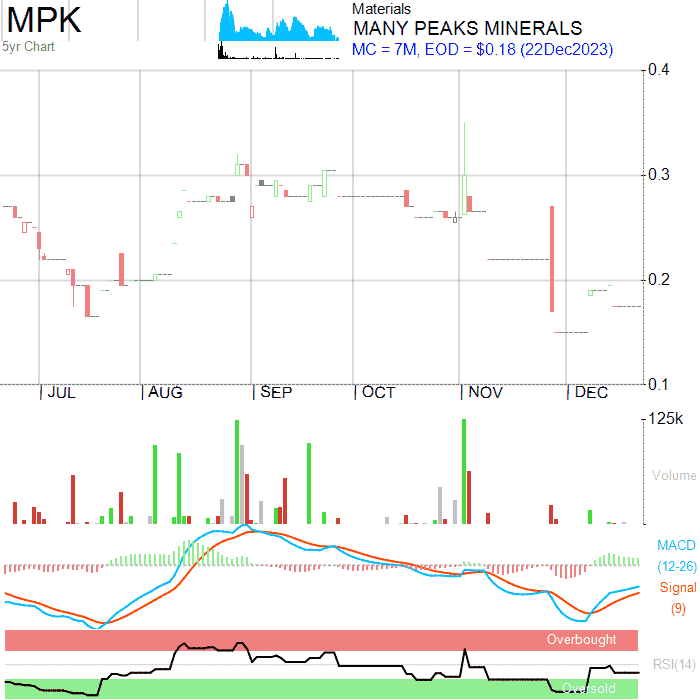 MPK
5yr Chart
Materials
MANY PEAKS MINERALS
MC = 7M, EOD = $0.18 (22Dec2023)
0.4
0.3
0.2
0.1
JUL AUG SEP OCT NOV DEC
125k
Volume
MACD
(12-26)
Signal
(9)
Overbought
RSI(14)
Oversold